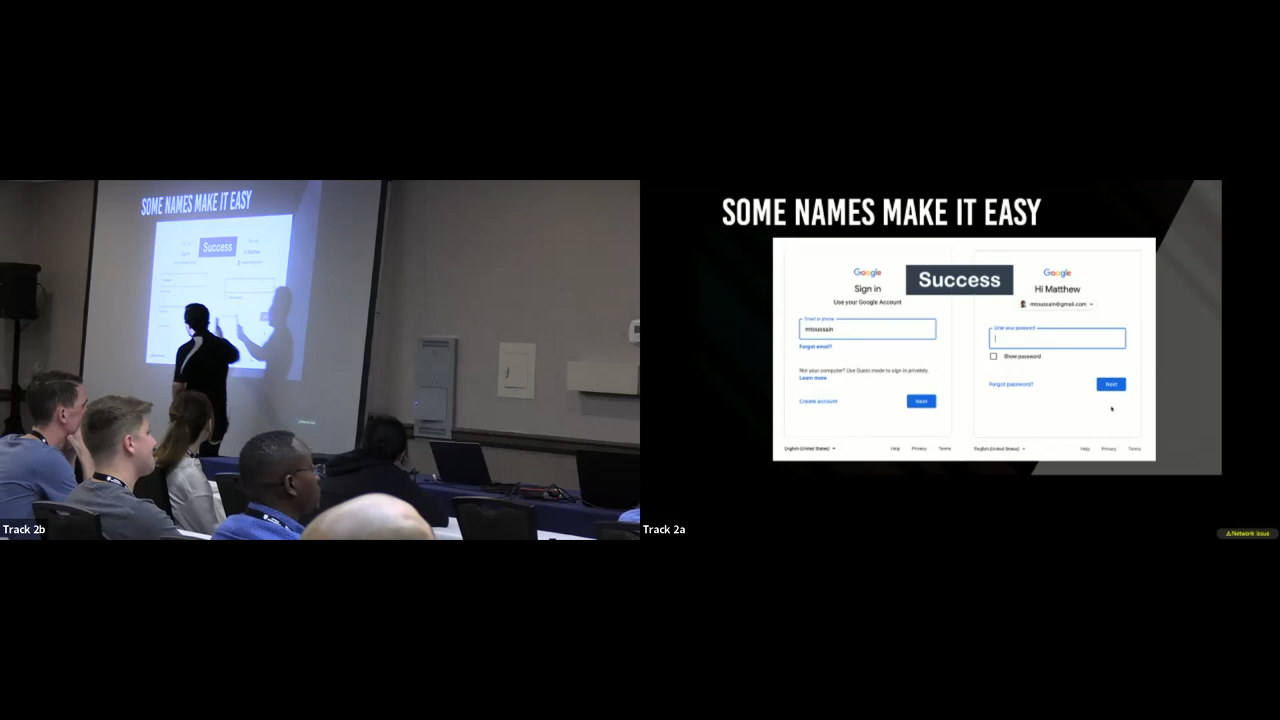 SOME NAMES MAKE IT EASY
Success
Track 2b
SOME NAMES MAKE IT EASY
Success
Google
Sign in
Use your Google Account
Email or phone
mtoussain
Forgot email?
Not your computer? Use Guest mode to sign in privately.
Learn more
Create account
Next
English (United States)
Help Privacy Terms
Google
Hi Matthew
mtoussain@gmail.com
Enter your password
Show password
Forgot password?
Next
English (United States)
Help Privacy Terms
Track 2a
Network issue